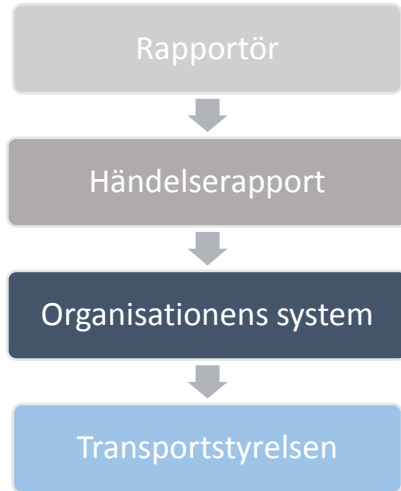 Rapportör
Händelserapport
Organisationens system
Transportstyrelsen